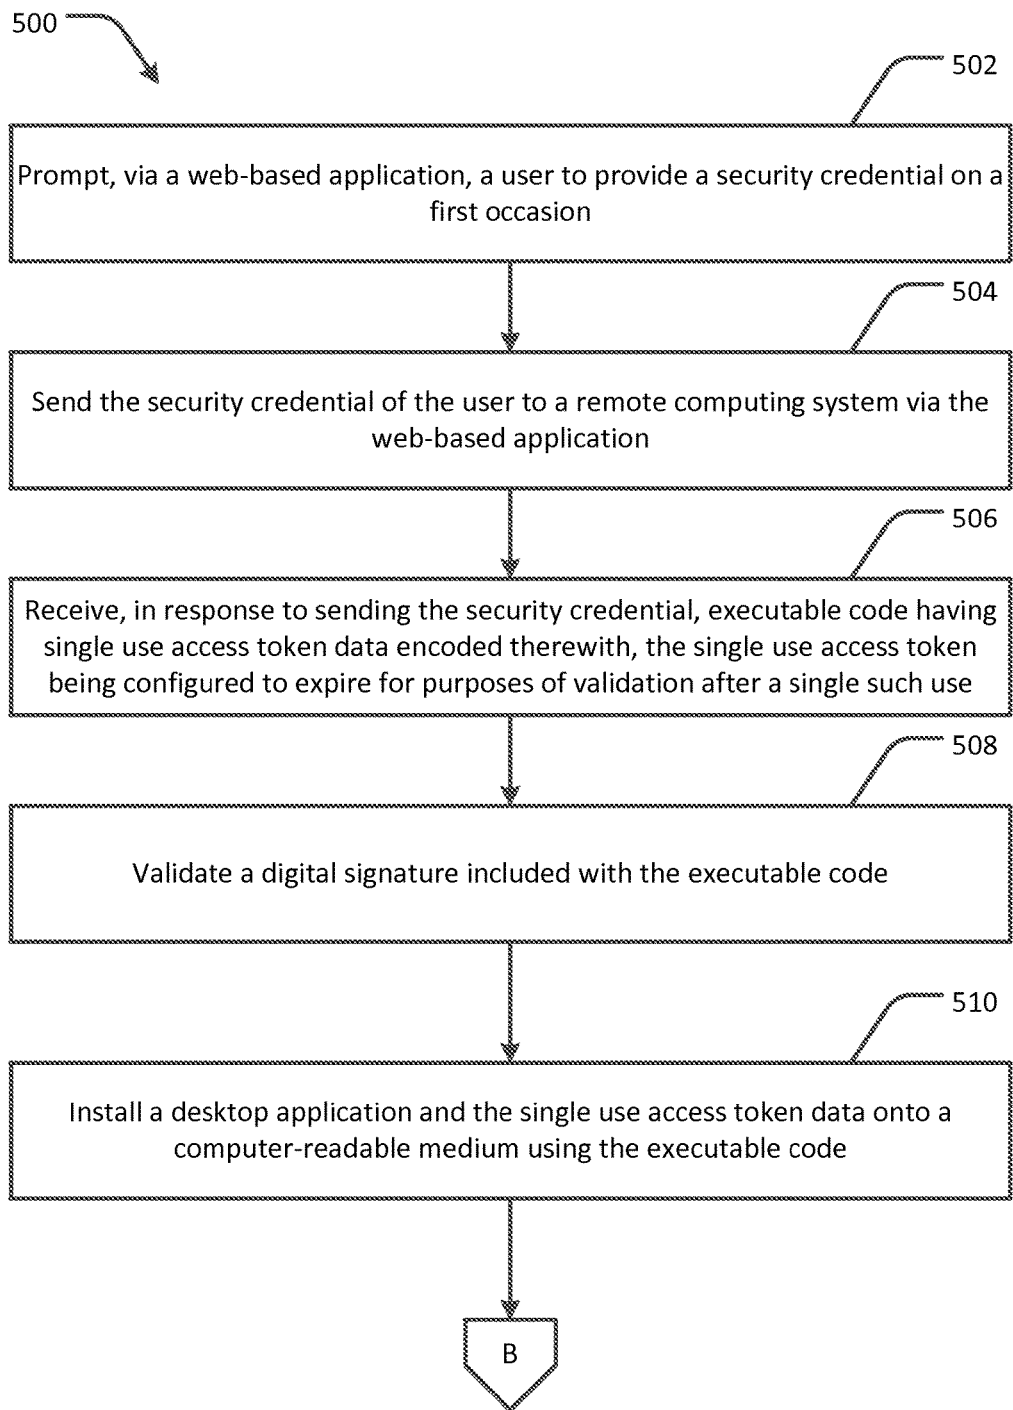 500
502
Prompt, via a web-based application, a user to provide a security credential on a
first occasion
504
Send the security credential of the user to a remote computing system via the
web-based application
506
Receive, in response to sending the security credential, executable code having
single use access token data encoded therewith, the single use access token
being configured to expire for purposes of validation after a single such use
508
Validate a digital signature included with the executable code
510
Install a desktop application and the single use access token data onto a
computer-readable medium using the executable code
B